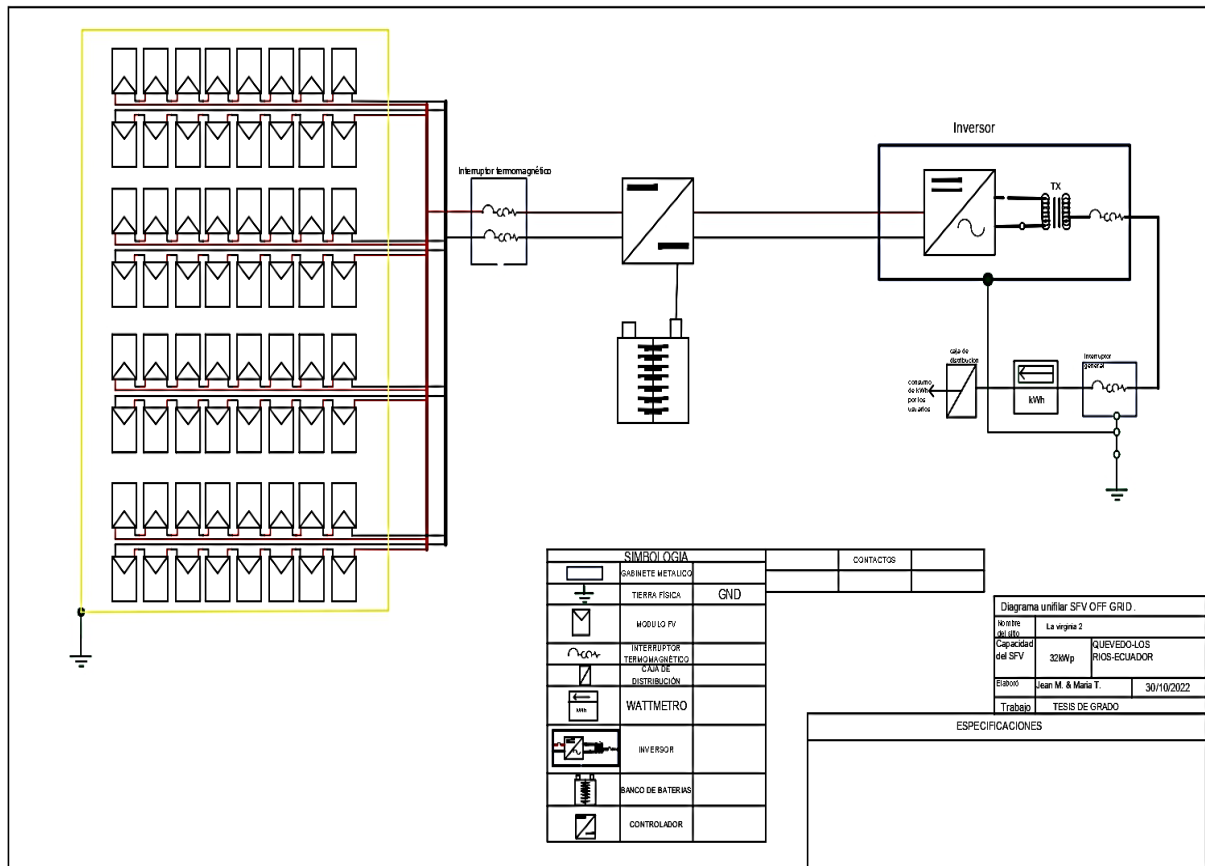 Inversor
Interruptor termomagnético
TX
caja de
distribucion
Interruptor
general
consumo
de kWh
por los
usuarios
kWh
SIMBOLOGIA
GABINETE METALICO
TIERRA FÍSICA GND
MODULO FV
INTERRUPTOR
TERMOMAGNÉTICO
CAJA DE
DISTRIBUCIÓN
kWh
WATTMETRO
INVERSOR
BANCO DE BATERIAS
CONTROLADOR
CONTACTOS
Diagrama unifilar SFV OFF GRID.
Nombre
del sitio
La virginia 2
Capacidad
del SFV
32kWp
QUEVEDO-LOS
RIOS-ECUADOR
Elaboró Jean M. & Maria T. 30/10/2022
Trabajo TESIS DE GRADO
ESPECIFICACIONES